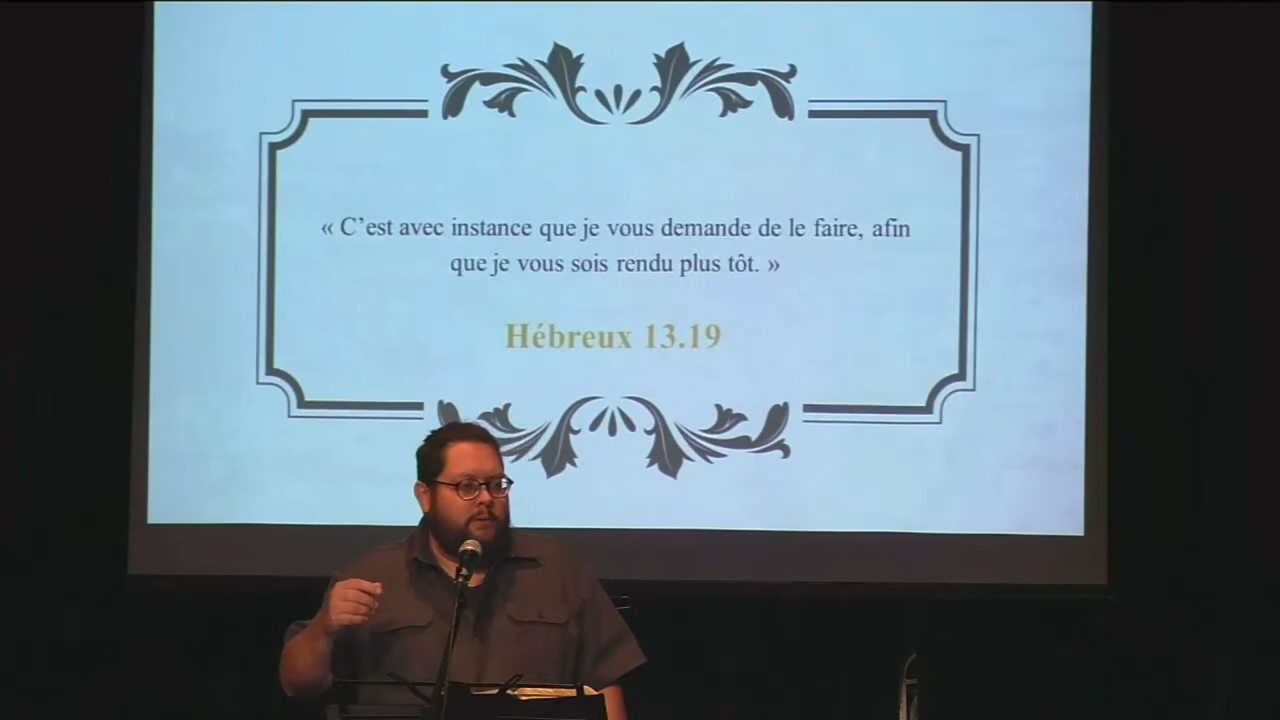 « C’est avec instance que je vous demande de le faire, afin
que je vous sois rendu plus tôt. »
Hébreux 13.19